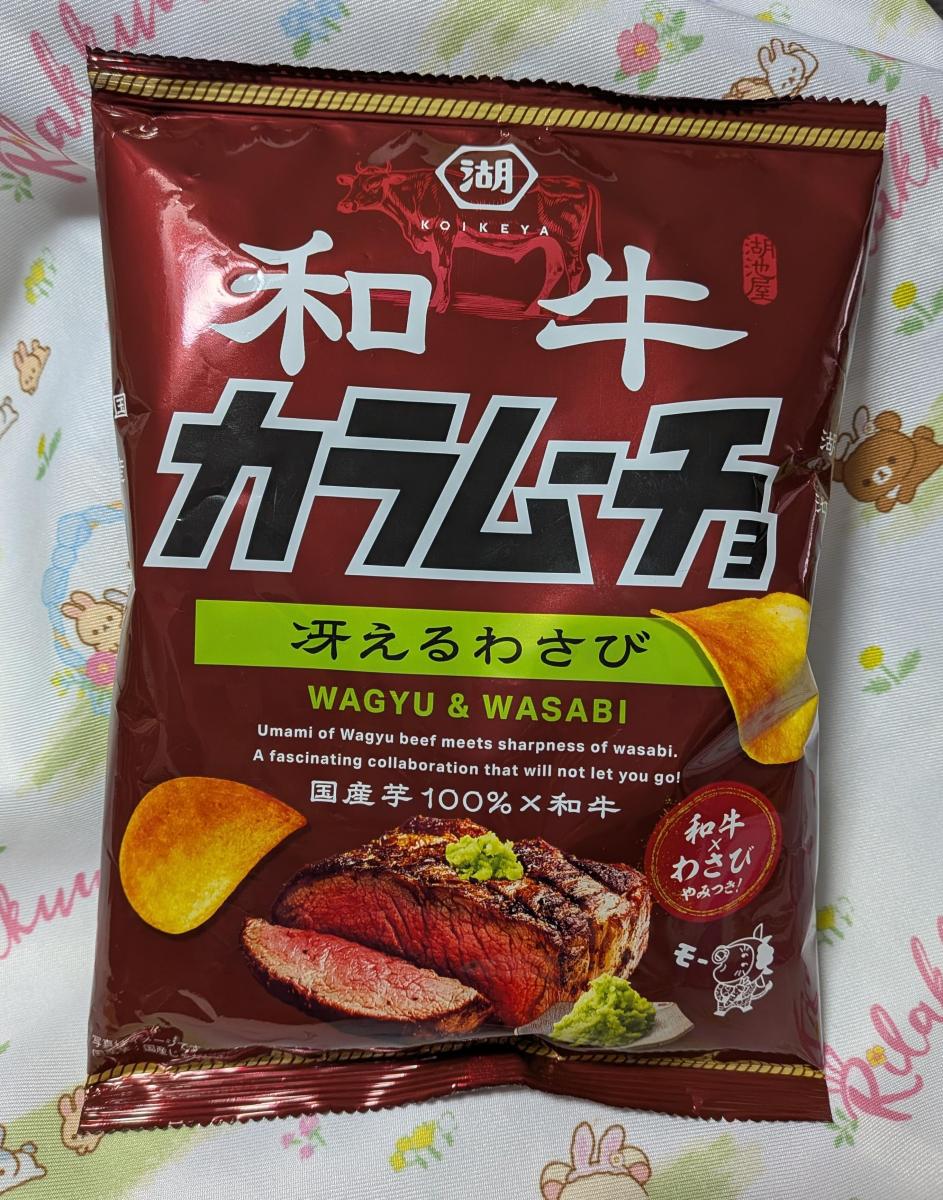 湖
KOIKEYA
和牛
湖池屋
カラムーチョ
冴えるわさび
WAGYU & WASABI
Umami of Wagyu beef meets sharpness of wasabi.
A fascinating collaboration that will not let you go!
国産芋100%×和牛
和牛
×
わさび
やみつき!
モー
Rilakk